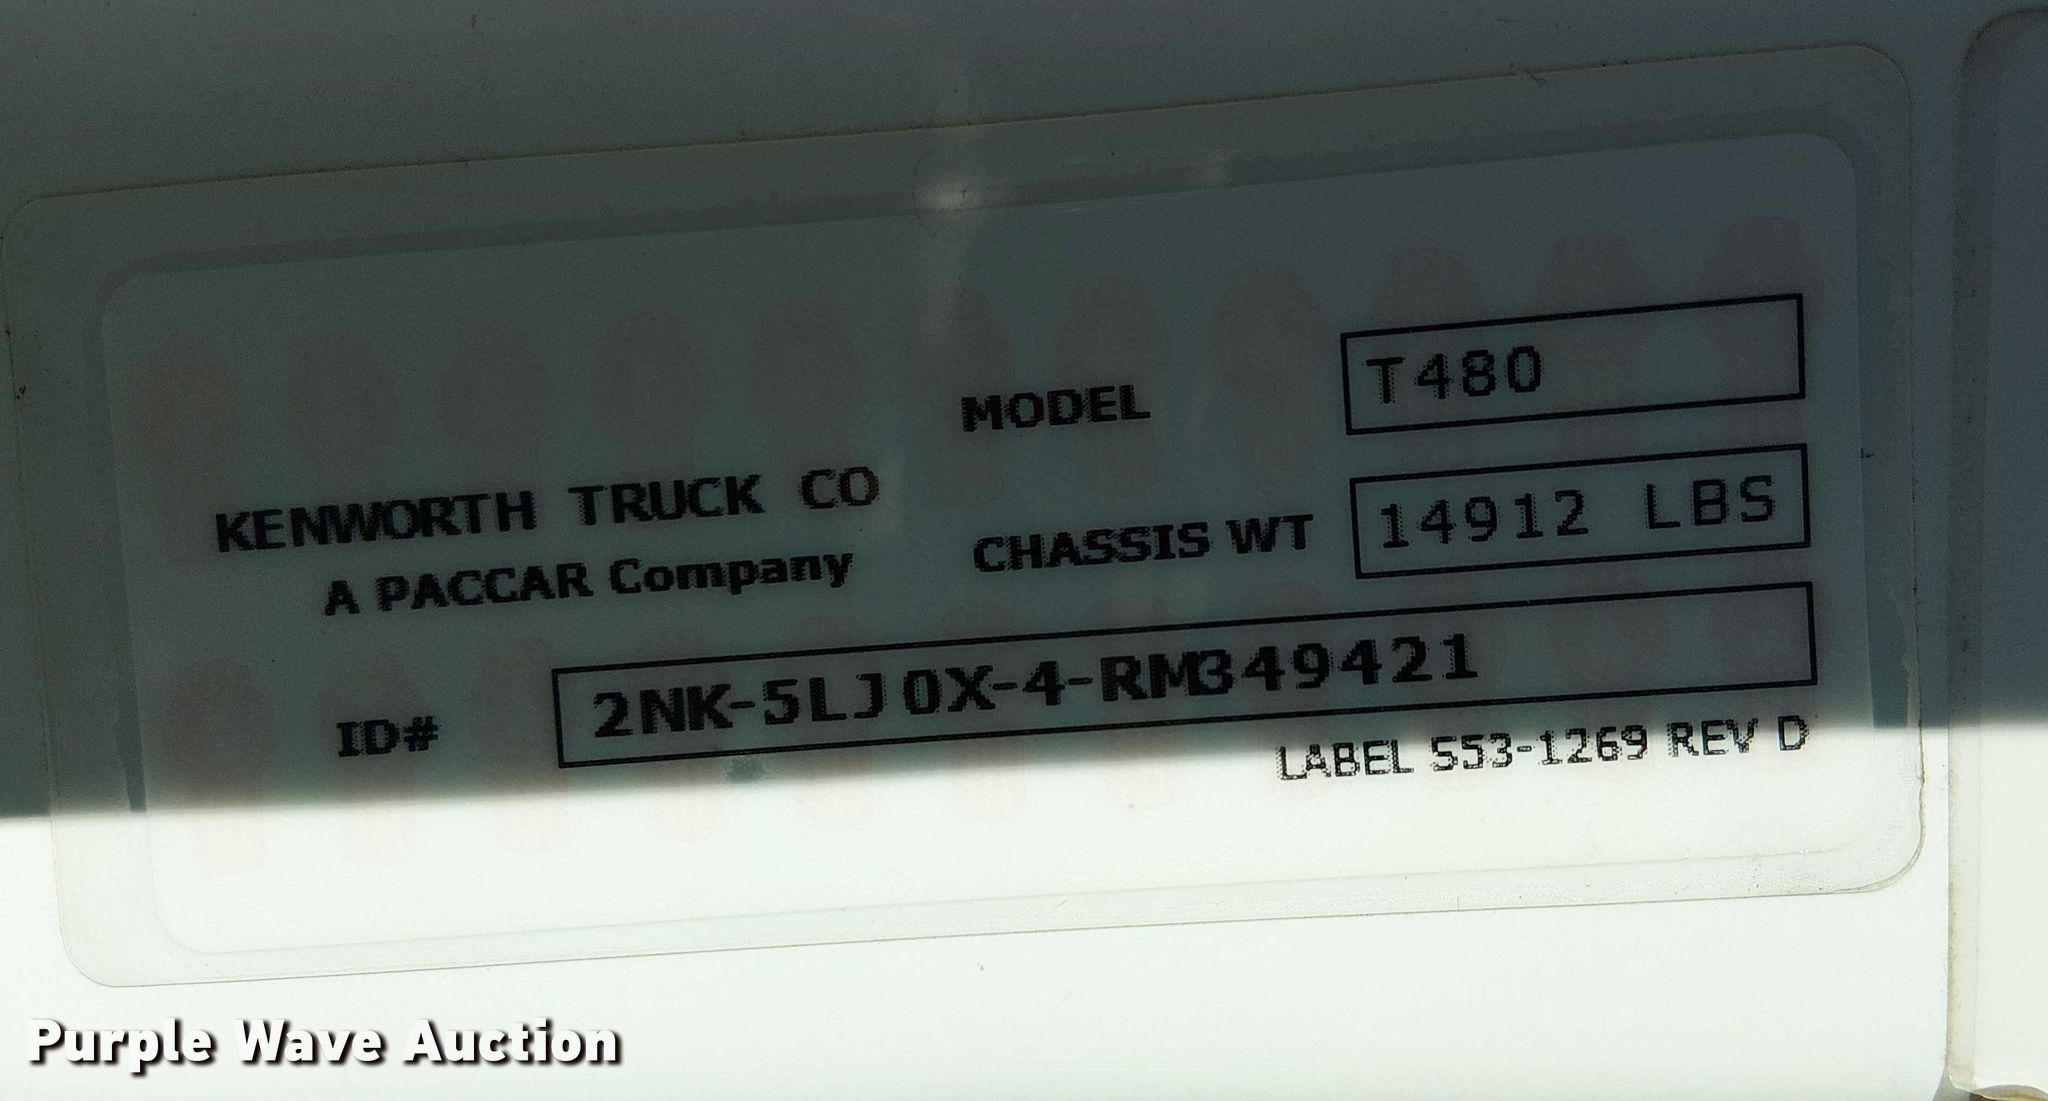 MODEL T480
KENWORTH TRUCK CO
A PACCAR Company
CHASSIS WT 14912 LBS
ID# 2NK-5LJ0X-4-RM349421
LABEL 553-1269 REV D
Purple Wave Auction